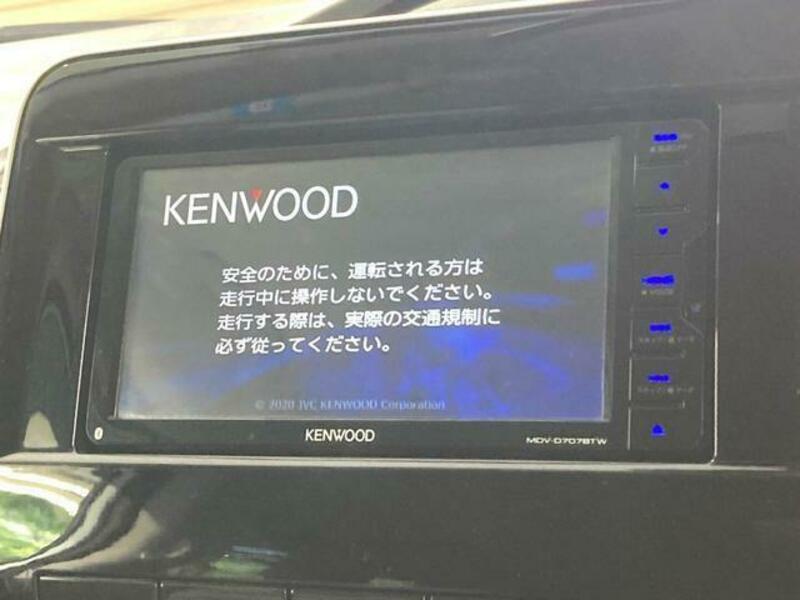 KENWOOD
安全のために、運転される方は
走行中に操作しないでください。
走行する際は、実際の交通規制に
必ず従ってください。
© 2020 JVC KENWOOD Corporation
KENWOOD
MDV-D707BTW